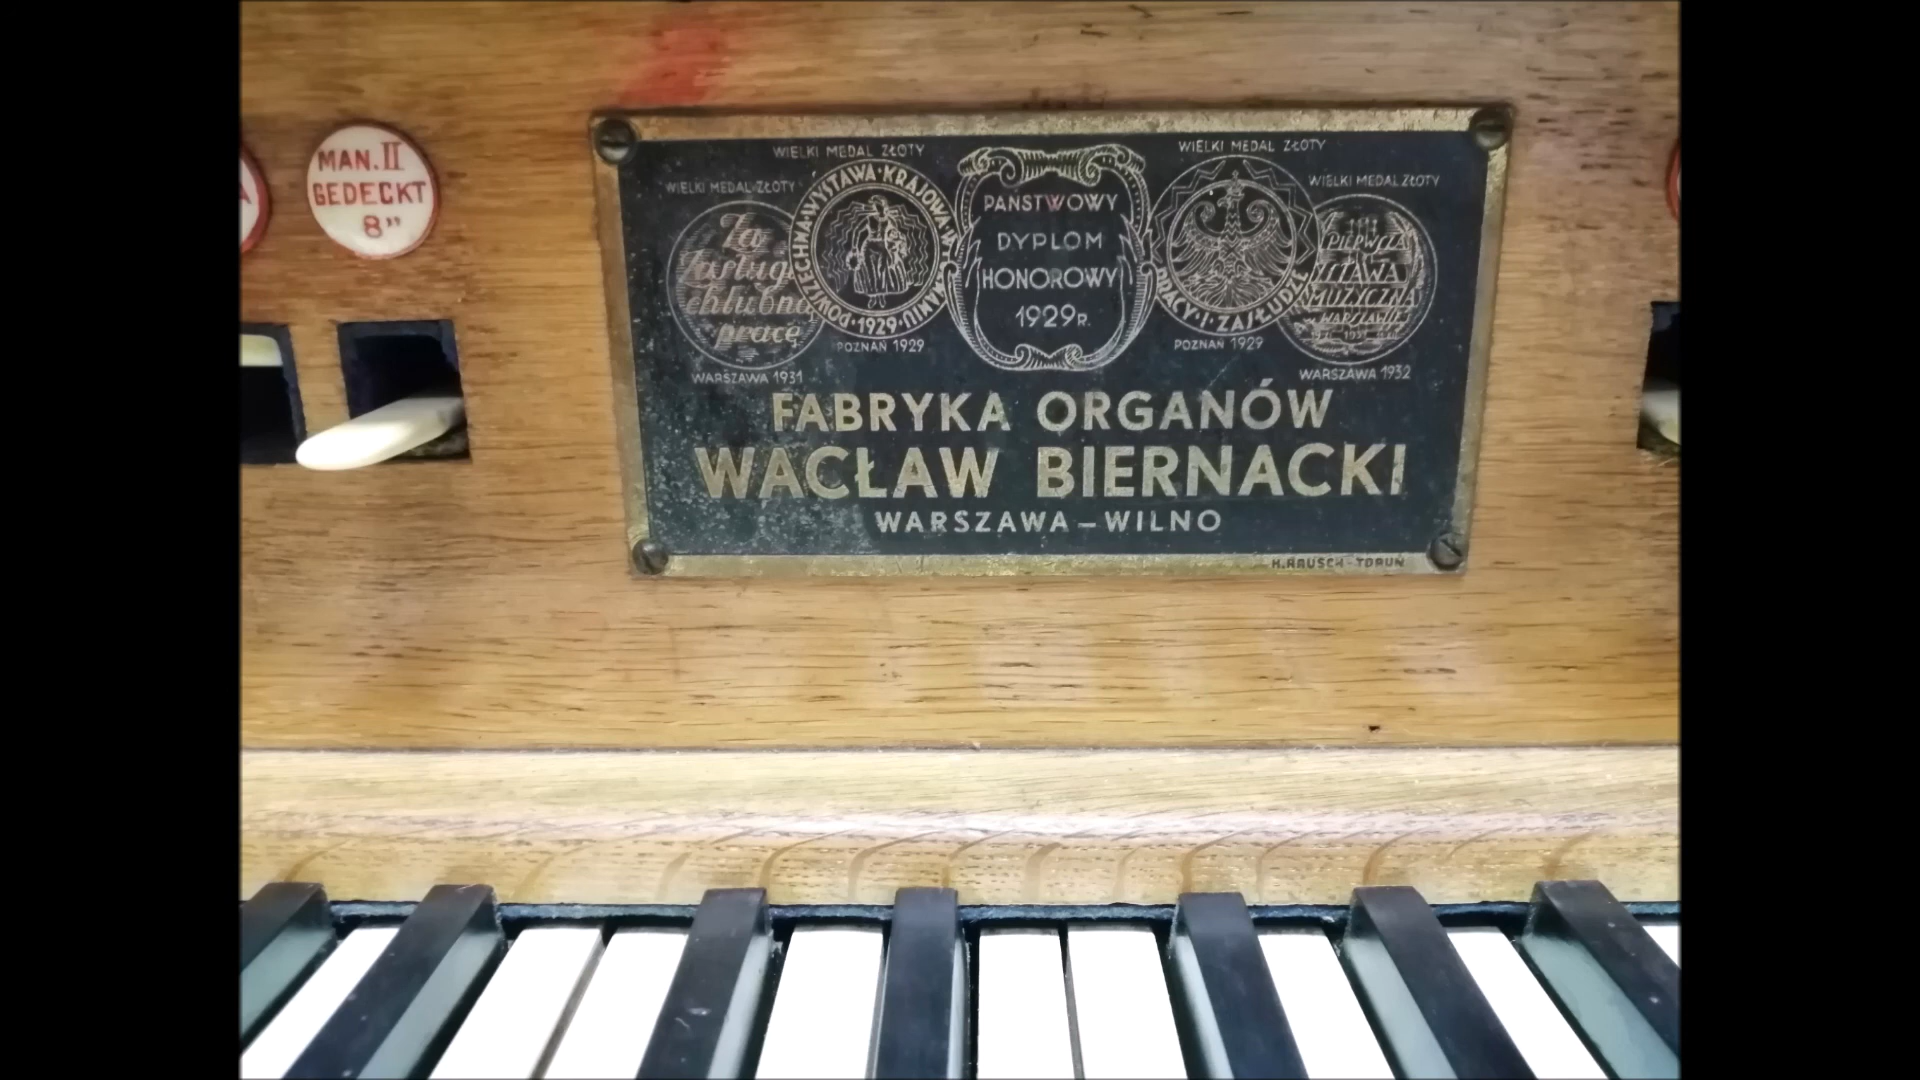 MAN. II
GEDECKT
8"
A
WIELKI MEDAL ZŁOTY
Za
zasługi
chlubną
pracę
WARSZAWA 1931
WIELKI MEDAL ZŁOTY
POWSZECHNA · WYSTAWA · KRAJOWA · W · POZNANIU · 1929 ·
POZNAŃ 1929
PAŃSTWOWY
DYPLOM
HONOROWY
1929R.
WIELKI MEDAL ZŁOTY
PRACY · I · ZASŁUDZE
POZNAŃ 1929
WIELKI MEDAL ZŁOTY
PIERWSZA
WYSTAWA
MUZYCZNA
W WARSZAWIE
WARSZAWA 1932
FABRYKA ORGANÓW
WACŁAW BIERNACKI
WARSZAWA – WILNO
K. RAUSCH - TORUŃ